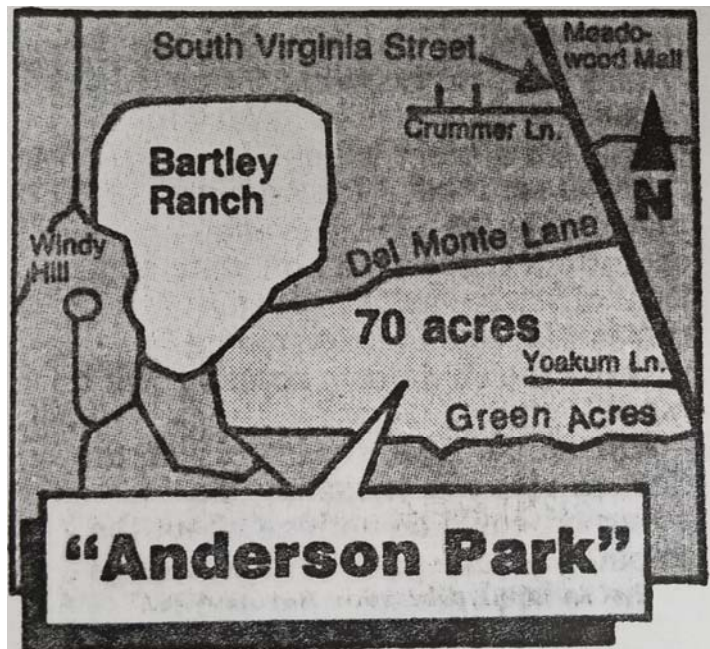 South Virginia Street
Meado-
wood Mall
Crummer Ln.
Bartley
Ranch
N
Windy
Hill
Del Monte Lane
70 acres
Yoakum Ln.
Green Acres
“Anderson Park”